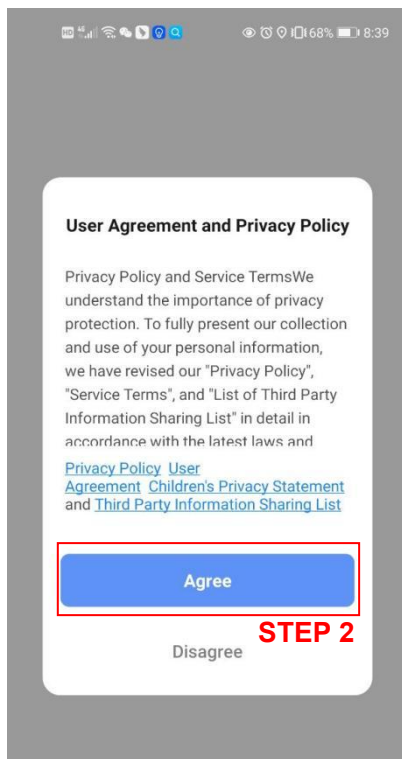 HD 4G 68% 8:39
User Agreement and Privacy Policy
Privacy Policy and Service TermsWe
understand the importance of privacy
protection. To fully present our collection
and use of your personal information,
we have revised our "Privacy Policy",
"Service Terms", and "List of Third Party
Information Sharing List" in detail in
accordance with the latest laws and
Privacy Policy User
Agreement Children's Privacy Statement
and Third Party Information Sharing List
Agree
STEP 2
Disagree